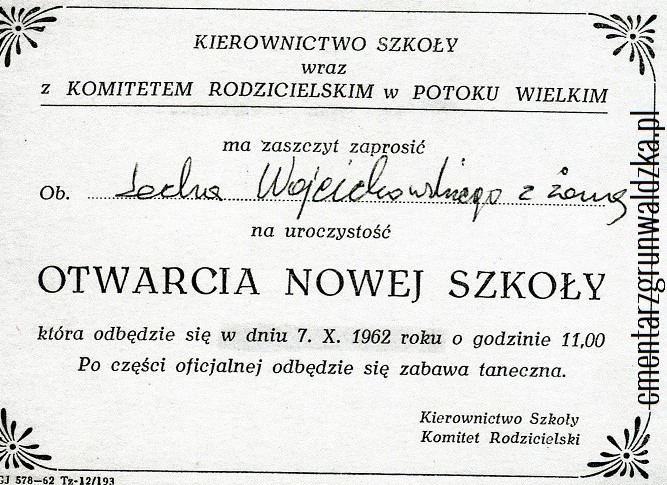 KIEROWNICTWO SZKOŁY
wraz
z KOMITETEM RODZICIELSKIM w POTOKU WIELKIM
ma zaszczyt zaprosić
Ob. Lecha Wojciechowskiego z żoną
na uroczystość
OTWARCIA NOWEJ SZKOŁY
która odbędzie się w dniu 7. X. 1962 roku o godzinie 11,00
Po części oficjalnej odbędzie się zabawa taneczna.
Kierownictwo Szkoły
Komitet Rodzicielski
GJ 578—62 Tz-12/193
cmentarzgrunwaldzka.pl